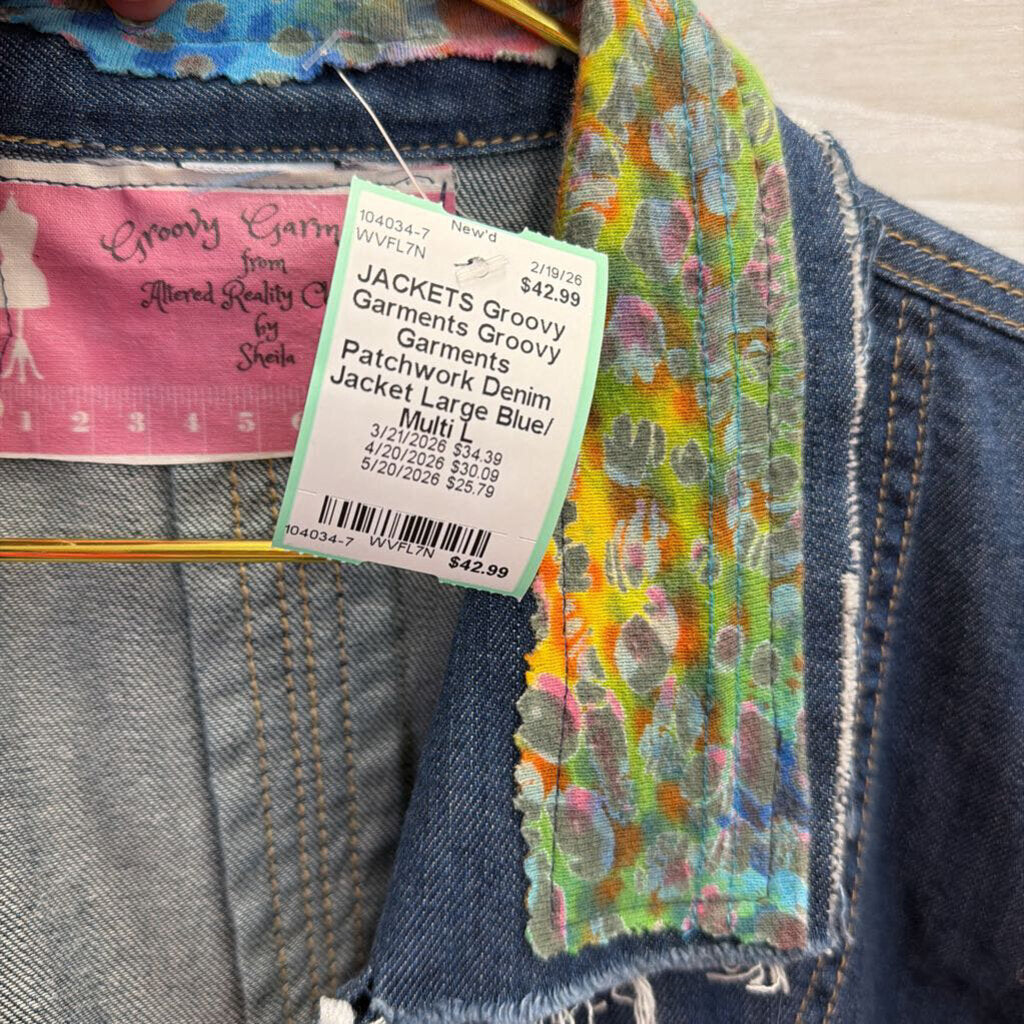 Groovy Garm
from
Altered Reality Cl
by
Sheila
1 2 3 4 5 6
104034-7 New'd
WVFL7N
2/19/26
$42.99
JACKETS Groovy
Garments Groovy
Garments
Patchwork Denim
Jacket Large Blue/
Multi L
3/21/2026 $34.39
4/20/2026 $30.09
5/20/2026 $25.79
104034-7 WVFL7N
$42.99